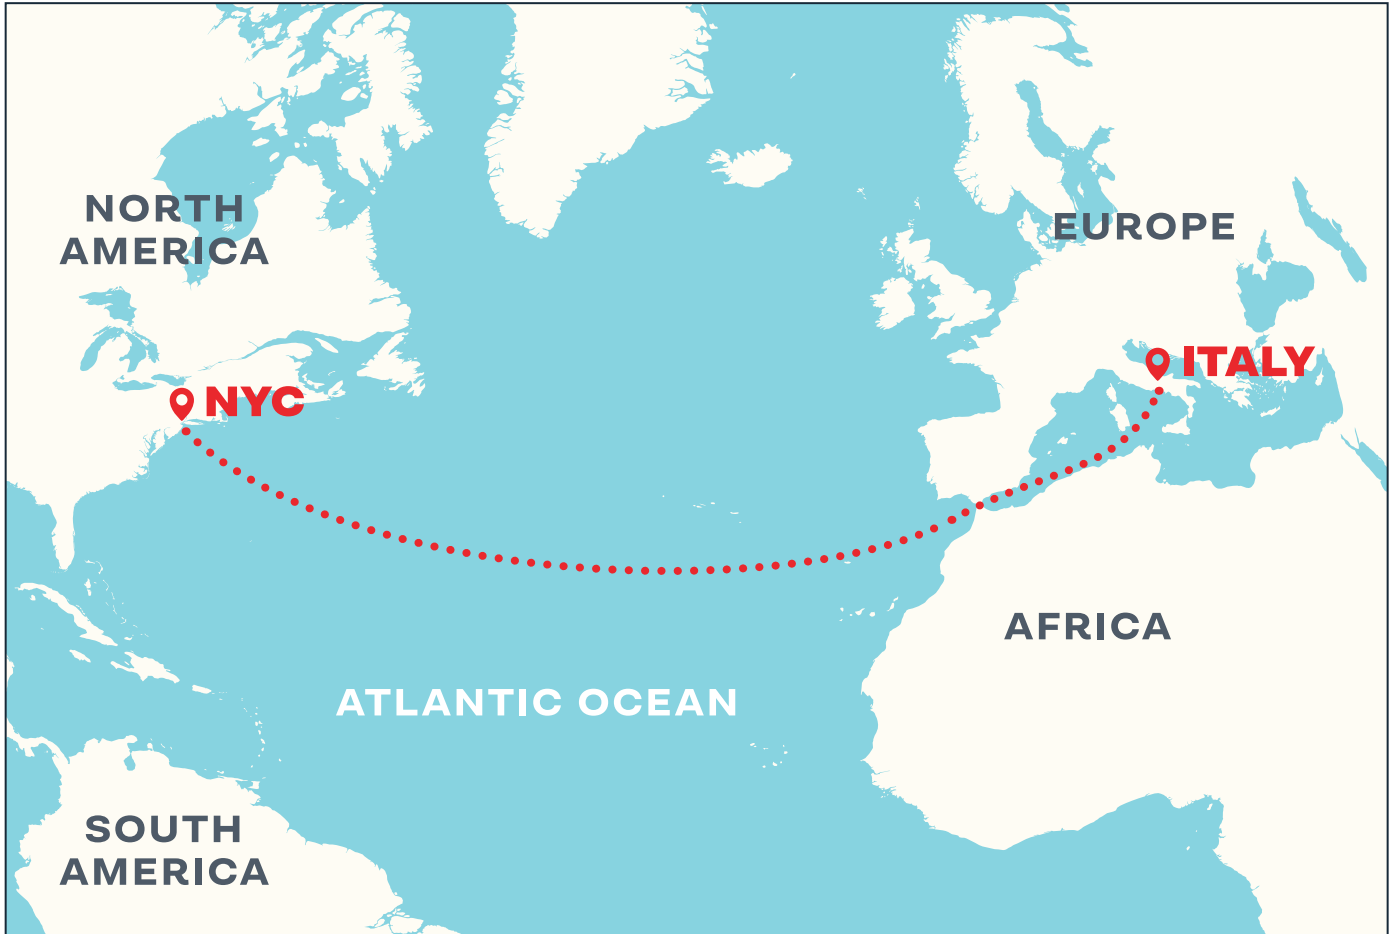 NORTH
AMERICA
EUROPE
ITALY
NYC
AFRICA
ATLANTIC OCEAN
SOUTH
AMERICA